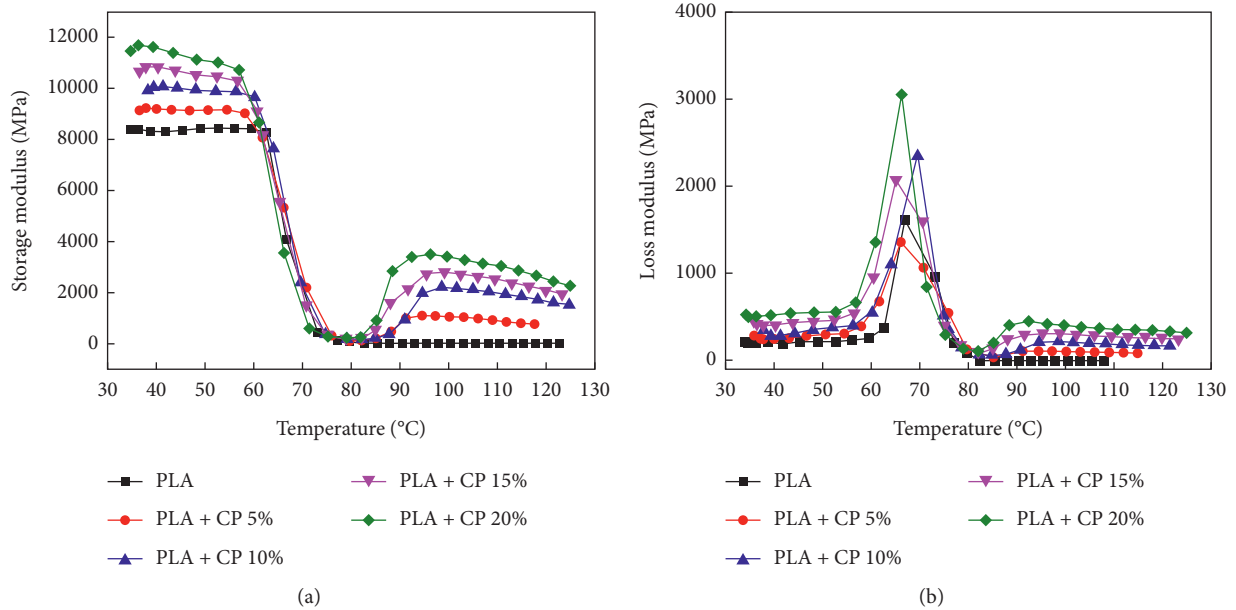 12000
10000
8000
6000
4000
2000
0
Storage modulus (MPa)
30 40 50 60 70 80 90 100 110 120 130
Temperature (°C)
PLA
PLA + CP 5%
PLA + CP 10%
PLA + CP 15%
PLA + CP 20%
(a)
4000
3000
2000
1000
0
Loss modulus (MPa)
30 40 50 60 70 80 90 100 110 120 130
Temperature (°C)
PLA
PLA + CP 5%
PLA + CP 10%
PLA + CP 15%
PLA + CP 20%
(b)